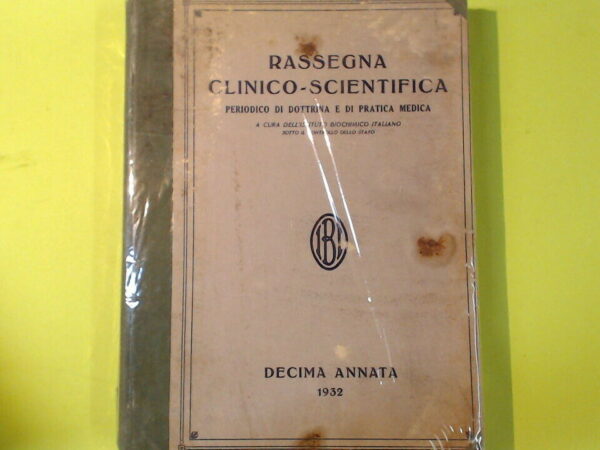 RASSEGNA
CLINICO-SCIENTIFICA
PERIODICO DI DOTTRINA E DI PRATICA MEDICA
A CURA DELL'ISTITUTO BIOCHIMICO ITALIANO
SOTTO IL CONTROLLO DELLO STATO
IBI
DECIMA ANNATA
1932